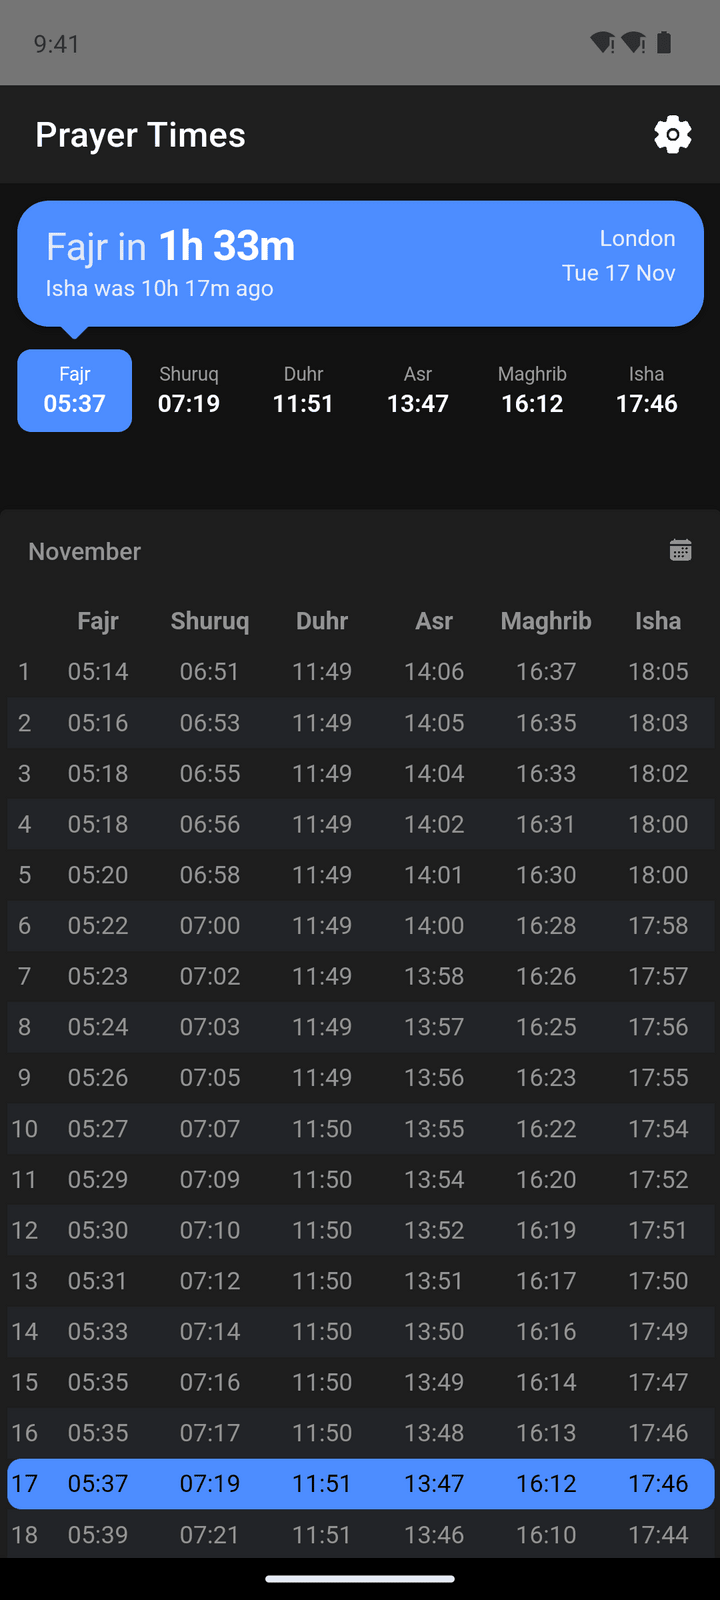 9:41
Prayer Times
Fajr in 1h 33m
Isha was 10h 17m ago
London
Tue 17 Nov
Fajr Shuruq Duhr Asr Maghrib Isha
05:37 07:19 11:51 13:47 16:12 17:46
November
Fajr Shuruq Duhr Asr Maghrib Isha
1 05:14 06:51 11:49 14:06 16:37 18:05
2 05:16 06:53 11:49 14:05 16:35 18:03
3 05:18 06:55 11:49 14:04 16:33 18:02
4 05:18 06:56 11:49 14:02 16:31 18:00
5 05:20 06:58 11:49 14:01 16:30 18:00
6 05:22 07:00 11:49 14:00 16:28 17:58
7 05:23 07:02 11:49 13:58 16:26 17:57
8 05:24 07:03 11:49 13:57 16:25 17:56
9 05:26 07:05 11:49 13:56 16:23 17:55
10 05:27 07:07 11:50 13:55 16:22 17:54
11 05:29 07:09 11:50 13:54 16:20 17:52
12 05:30 07:10 11:50 13:52 16:19 17:51
13 05:31 07:12 11:50 13:51 16:17 17:50
14 05:33 07:14 11:50 13:50 16:16 17:49
15 05:35 07:16 11:50 13:49 16:14 17:47
16 05:35 07:17 11:50 13:48 16:13 17:46
17 05:37 07:19 11:51 13:47 16:12 17:46
18 05:39 07:21 11:51 13:46 16:10 17:44